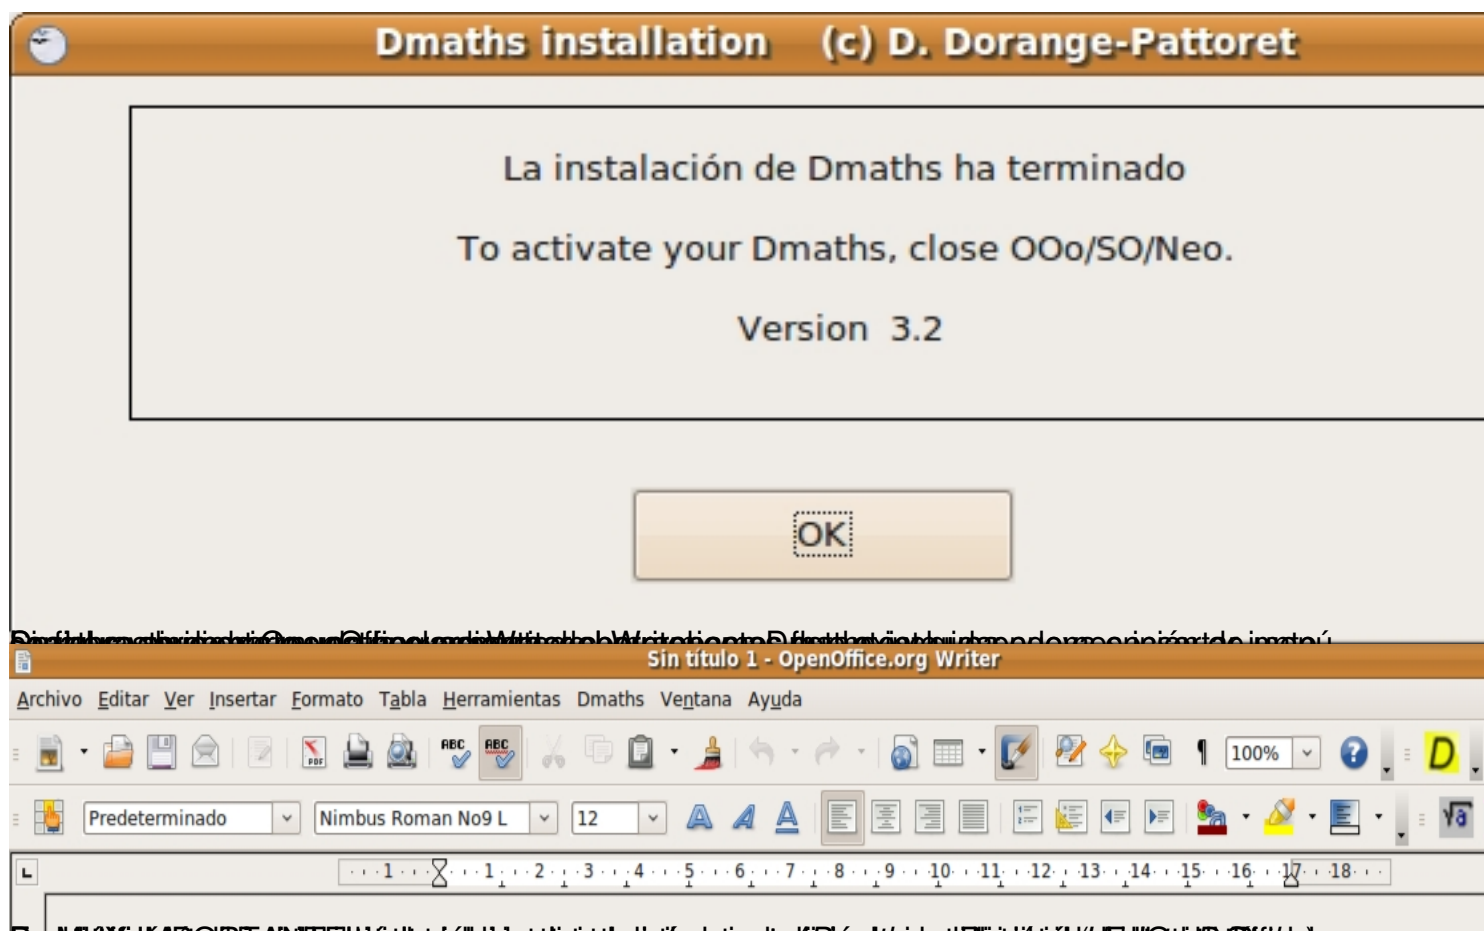 Dmaths installation (c) D. Dorange-Pattoret
La instalación de Dmaths ha terminado
To activate your Dmaths, close OOo/SO/Neo.
Version 3.2
OK
Sin título 1 - OpenOffice.org Writer
Archivo Editar Ver Insertar Formato Tabla Herramientas Dmaths Ventana Ayuda
PDF ABC ABC 100% ? D
Predeterminado Nimbus Roman No9 L 12 A A A √a
L 1 1 2 3 4 5 6 7 8 9 10 11 12 13 14 15 16 17 18